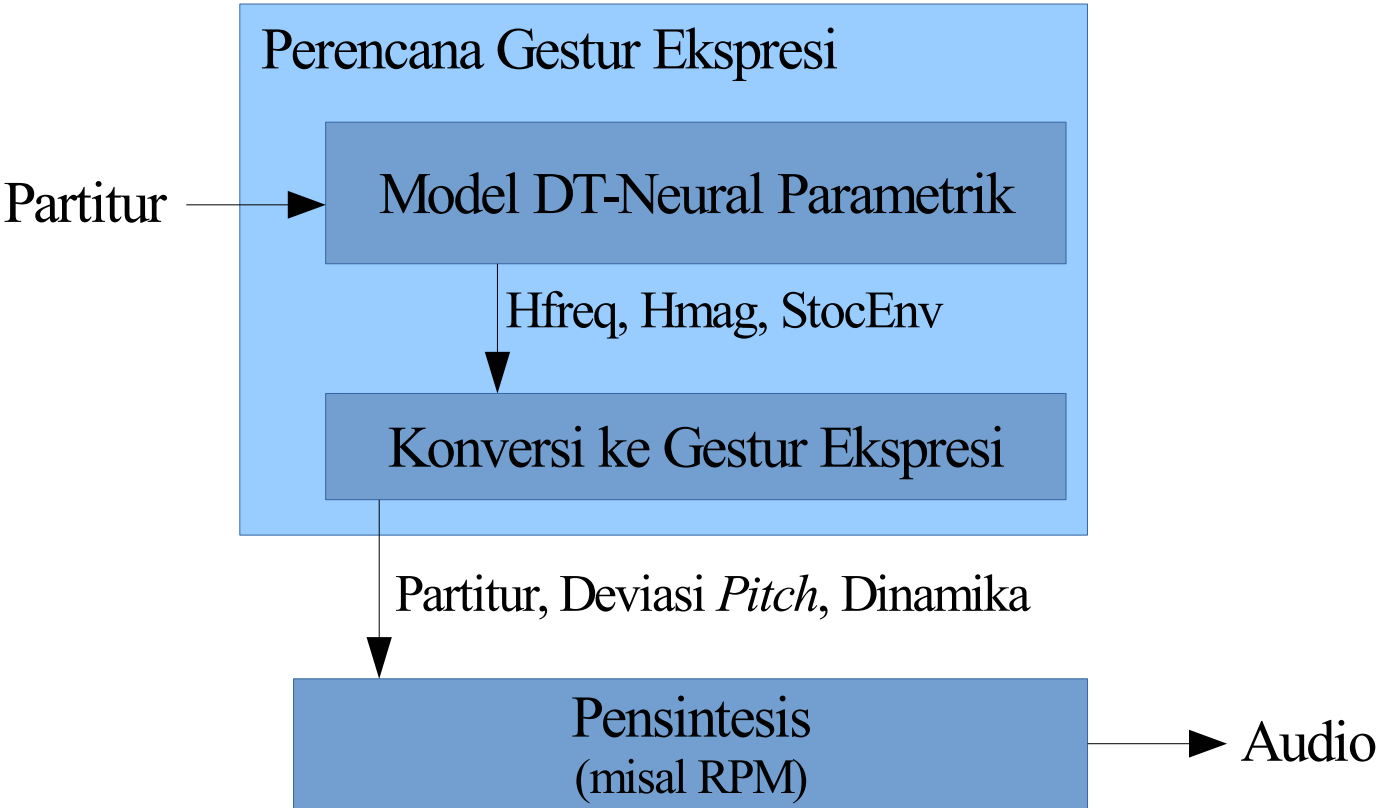 Perencana Gestur Ekspresi
Partitur
Model DT-Neural Parametrik
Hfreq, Hmag, StocEnv
Konversi ke Gestur Ekspresi
Partitur, Deviasi Pitch, Dinamika
Pensintesis
(misal RPM)
Audio